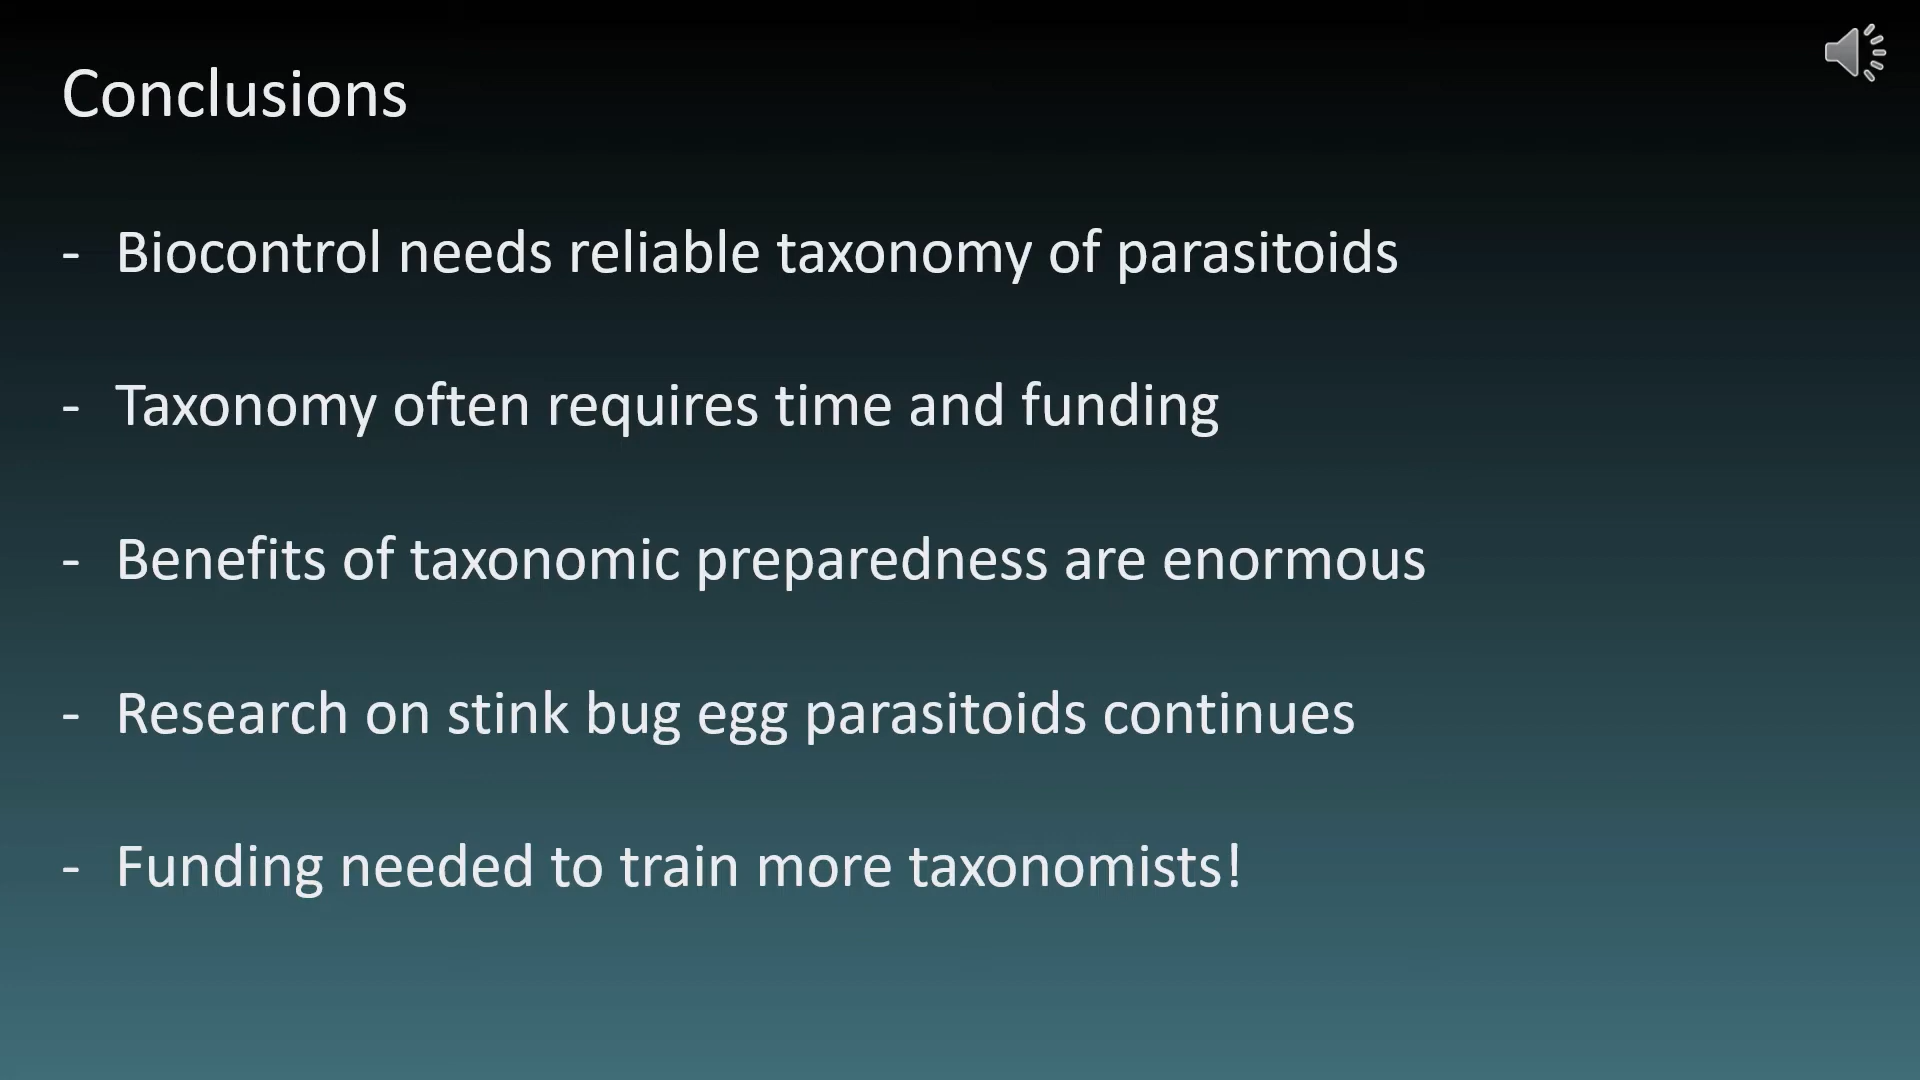 Conclusions
- Biocontrol needs reliable taxonomy of parasitoids
- Taxonomy often requires time and funding
- Benefits of taxonomic preparedness are enormous
- Research on stink bug egg parasitoids continues
- Funding needed to train more taxonomists!